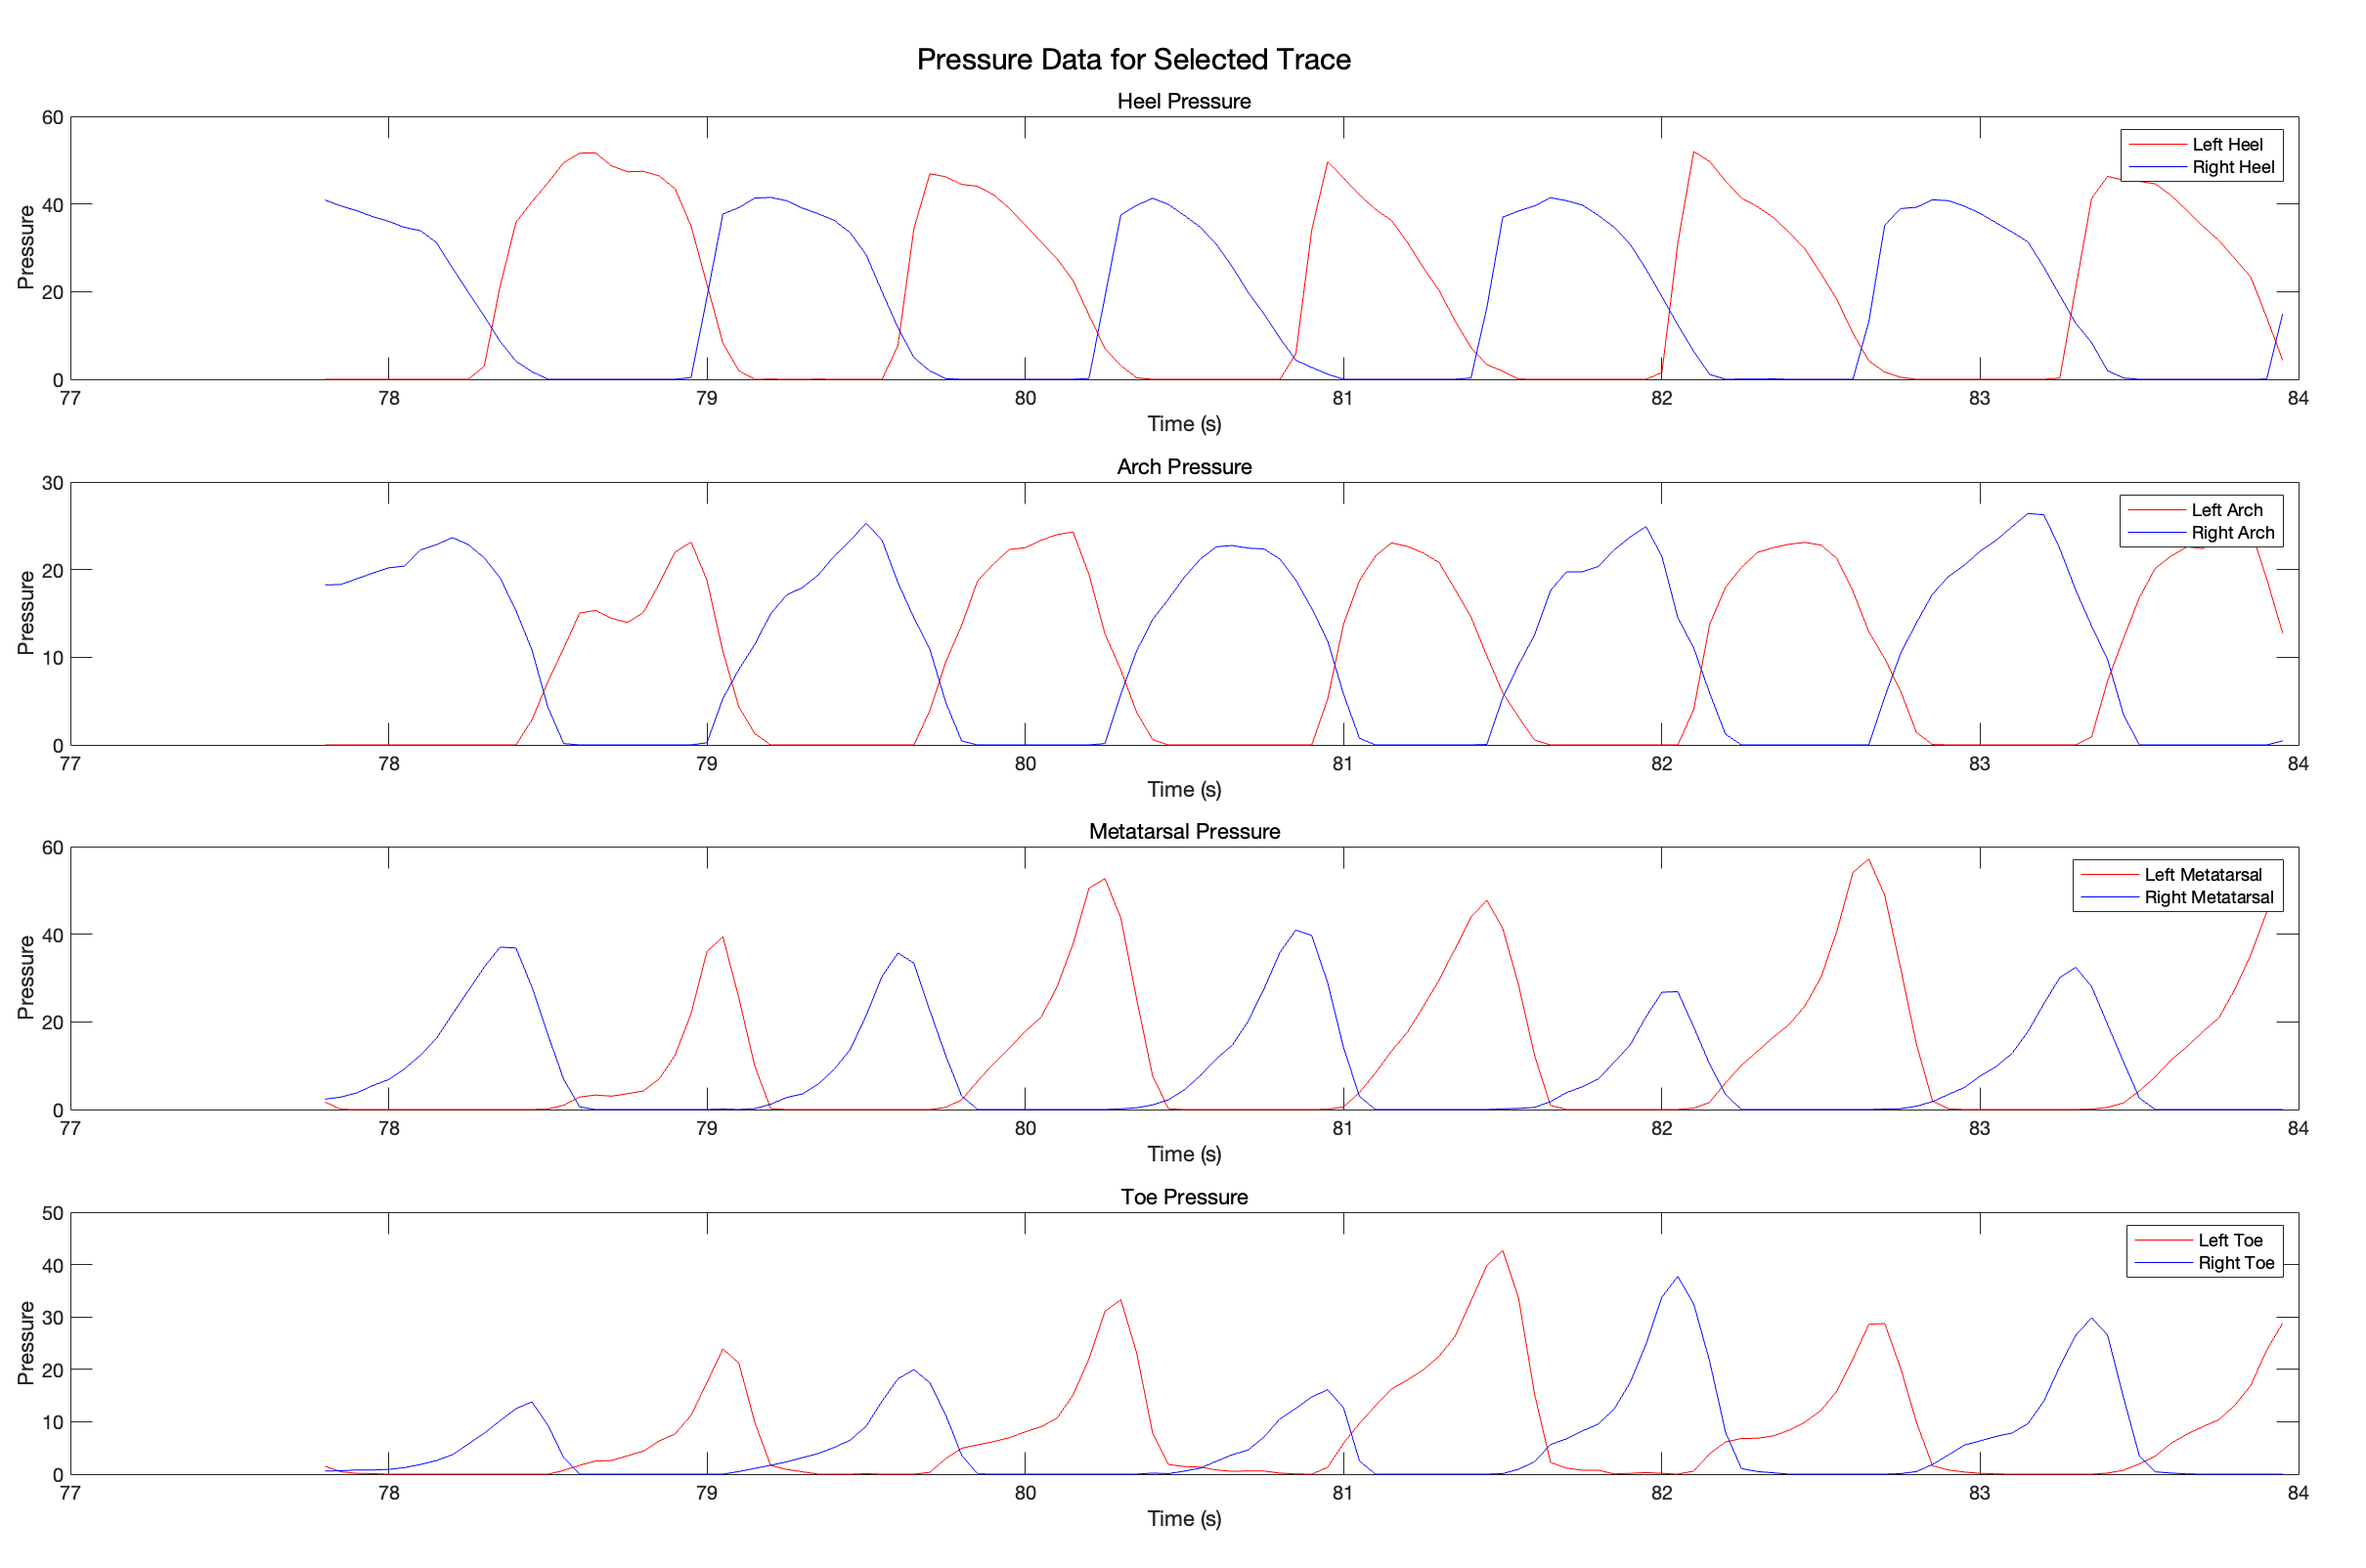 Pressure Data for Selected Trace
Heel Pressure
60
40
20
0
Pressure
77 78 79 80 81 82 83 84
Time (s)
Left Heel
Right Heel
Arch Pressure
30
20
10
0
Pressure
77 78 79 80 81 82 83 84
Time (s)
Left Arch
Right Arch
Metatarsal Pressure
60
40
20
0
Pressure
77 78 79 80 81 82 83 84
Time (s)
Left Metatarsal
Right Metatarsal
Toe Pressure
50
40
30
20
10
0
Pressure
77 78 79 80 81 82 83 84
Time (s)
Left Toe
Right Toe